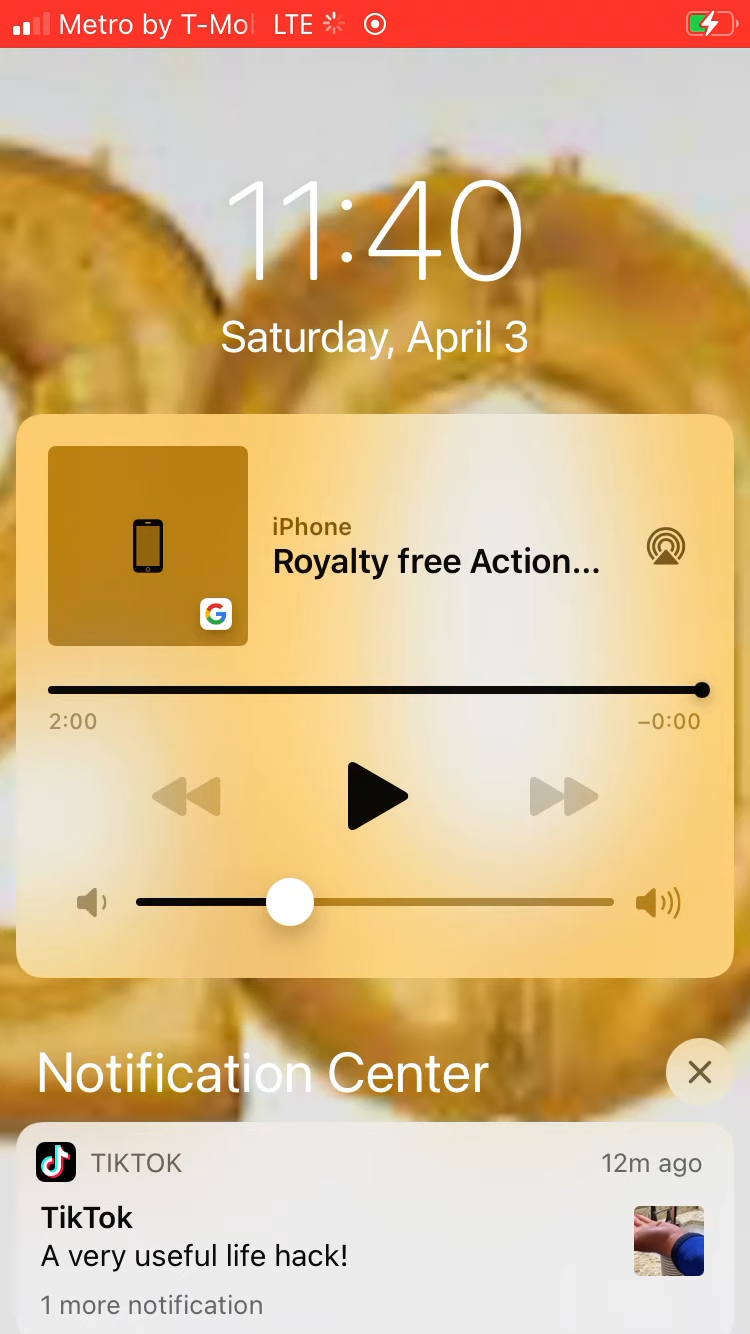 Metro by T-Mo LTE
11:40
Saturday, April 3
iPhone
Royalty free Action...
G
2:00
−0:00
Notification Center
TIKTOK
12m ago
TikTok
A very useful life hack!
1 more notification